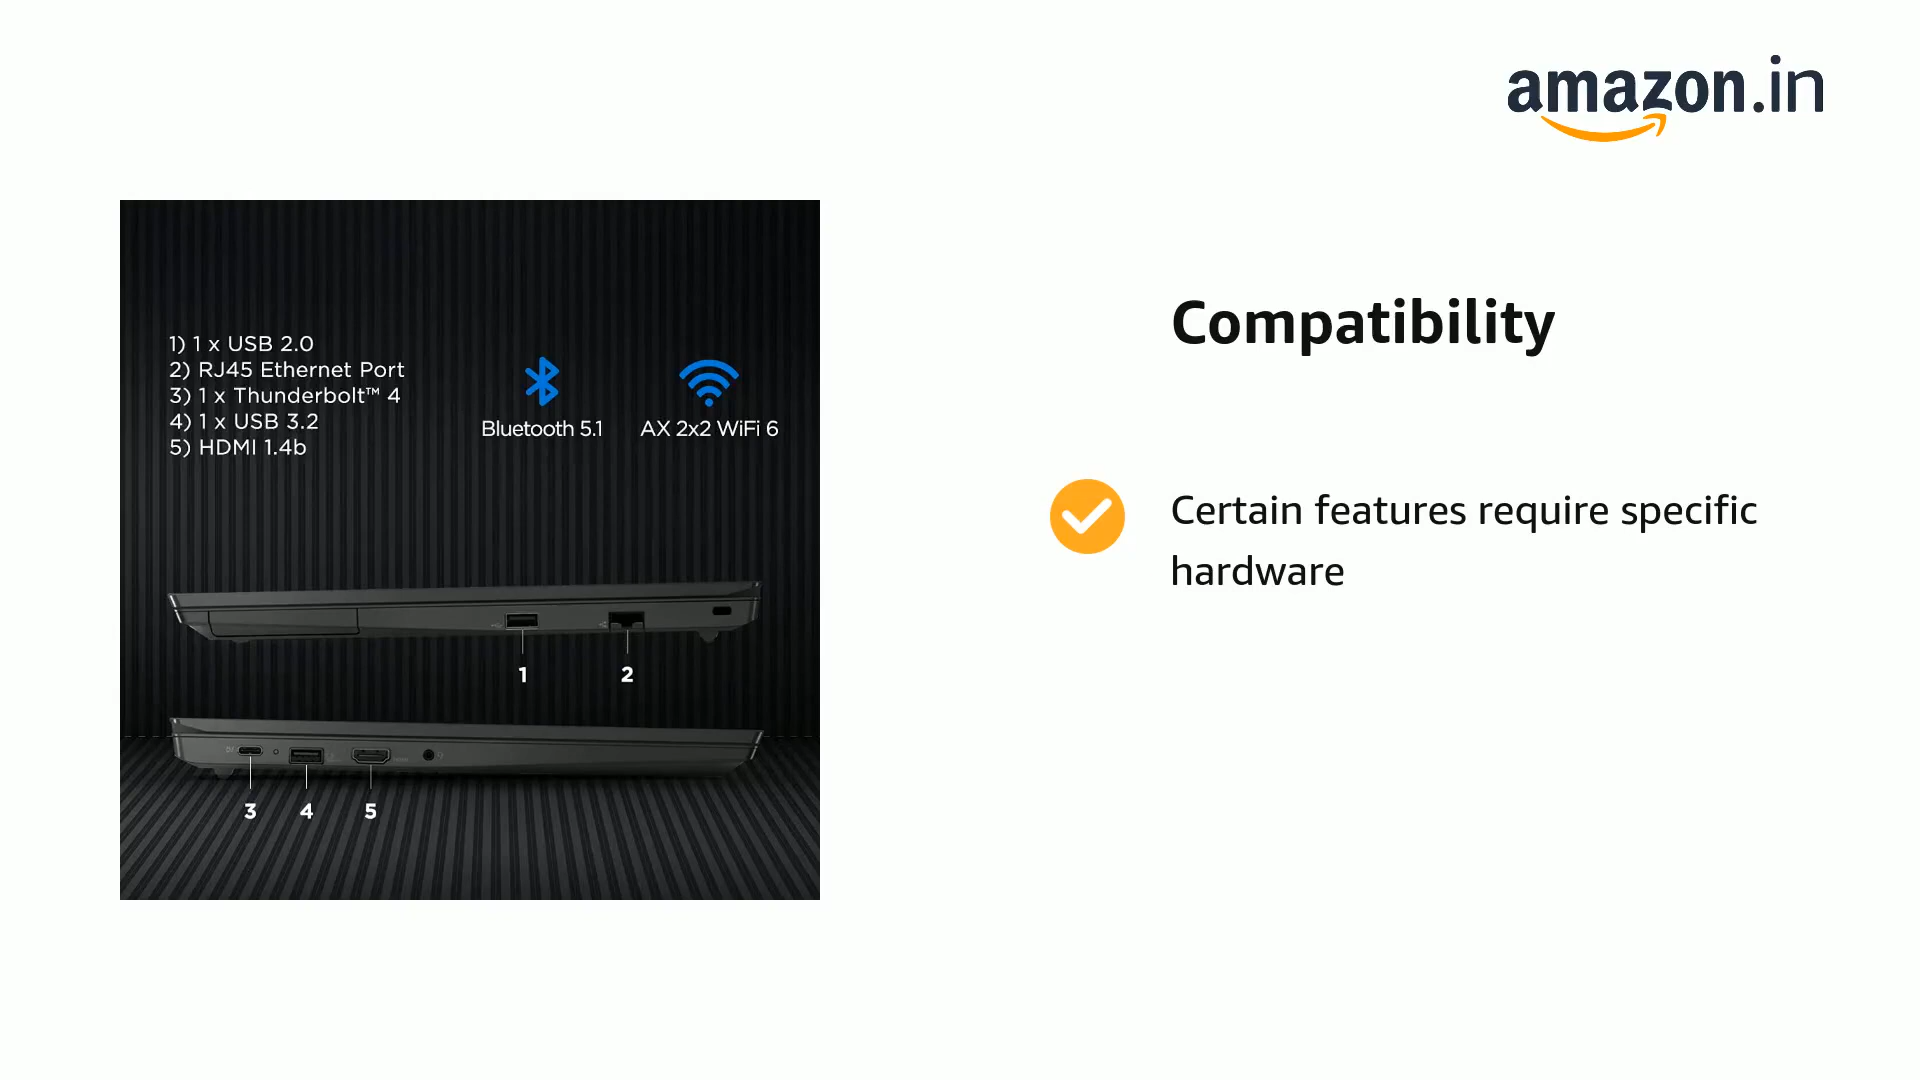 amazon.in
1) 1 x USB 2.0
2) RJ45 Ethernet Port
3) 1 x Thunderbolt™ 4
4) 1 x USB 3.2
5) HDMI 1.4b
Bluetooth 5.1
AX 2x2 WiFi 6
1
2
3
4
5
Compatibility
Certain features require specific
hardware